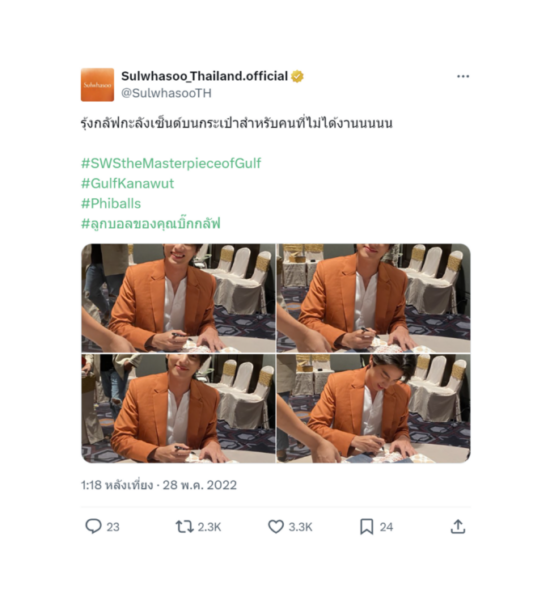 Sulwhasoo
Sulwhasoo_Thailand.official
@SulwhasooTH
รุ้งกลัฟกะลังเซ็นต์บนกระเป๋าสำหรับคนที่ไม่ได้งานนนนน
#SWStheMasterpieceofGulf
#GulfKanawut
#Phiballs
#ลูกบอลของคุณบิ๊กกลัฟ
1:18 หลังเที่ยง · 28 พ.ค. 2022
23 2.3K 3.3K 24